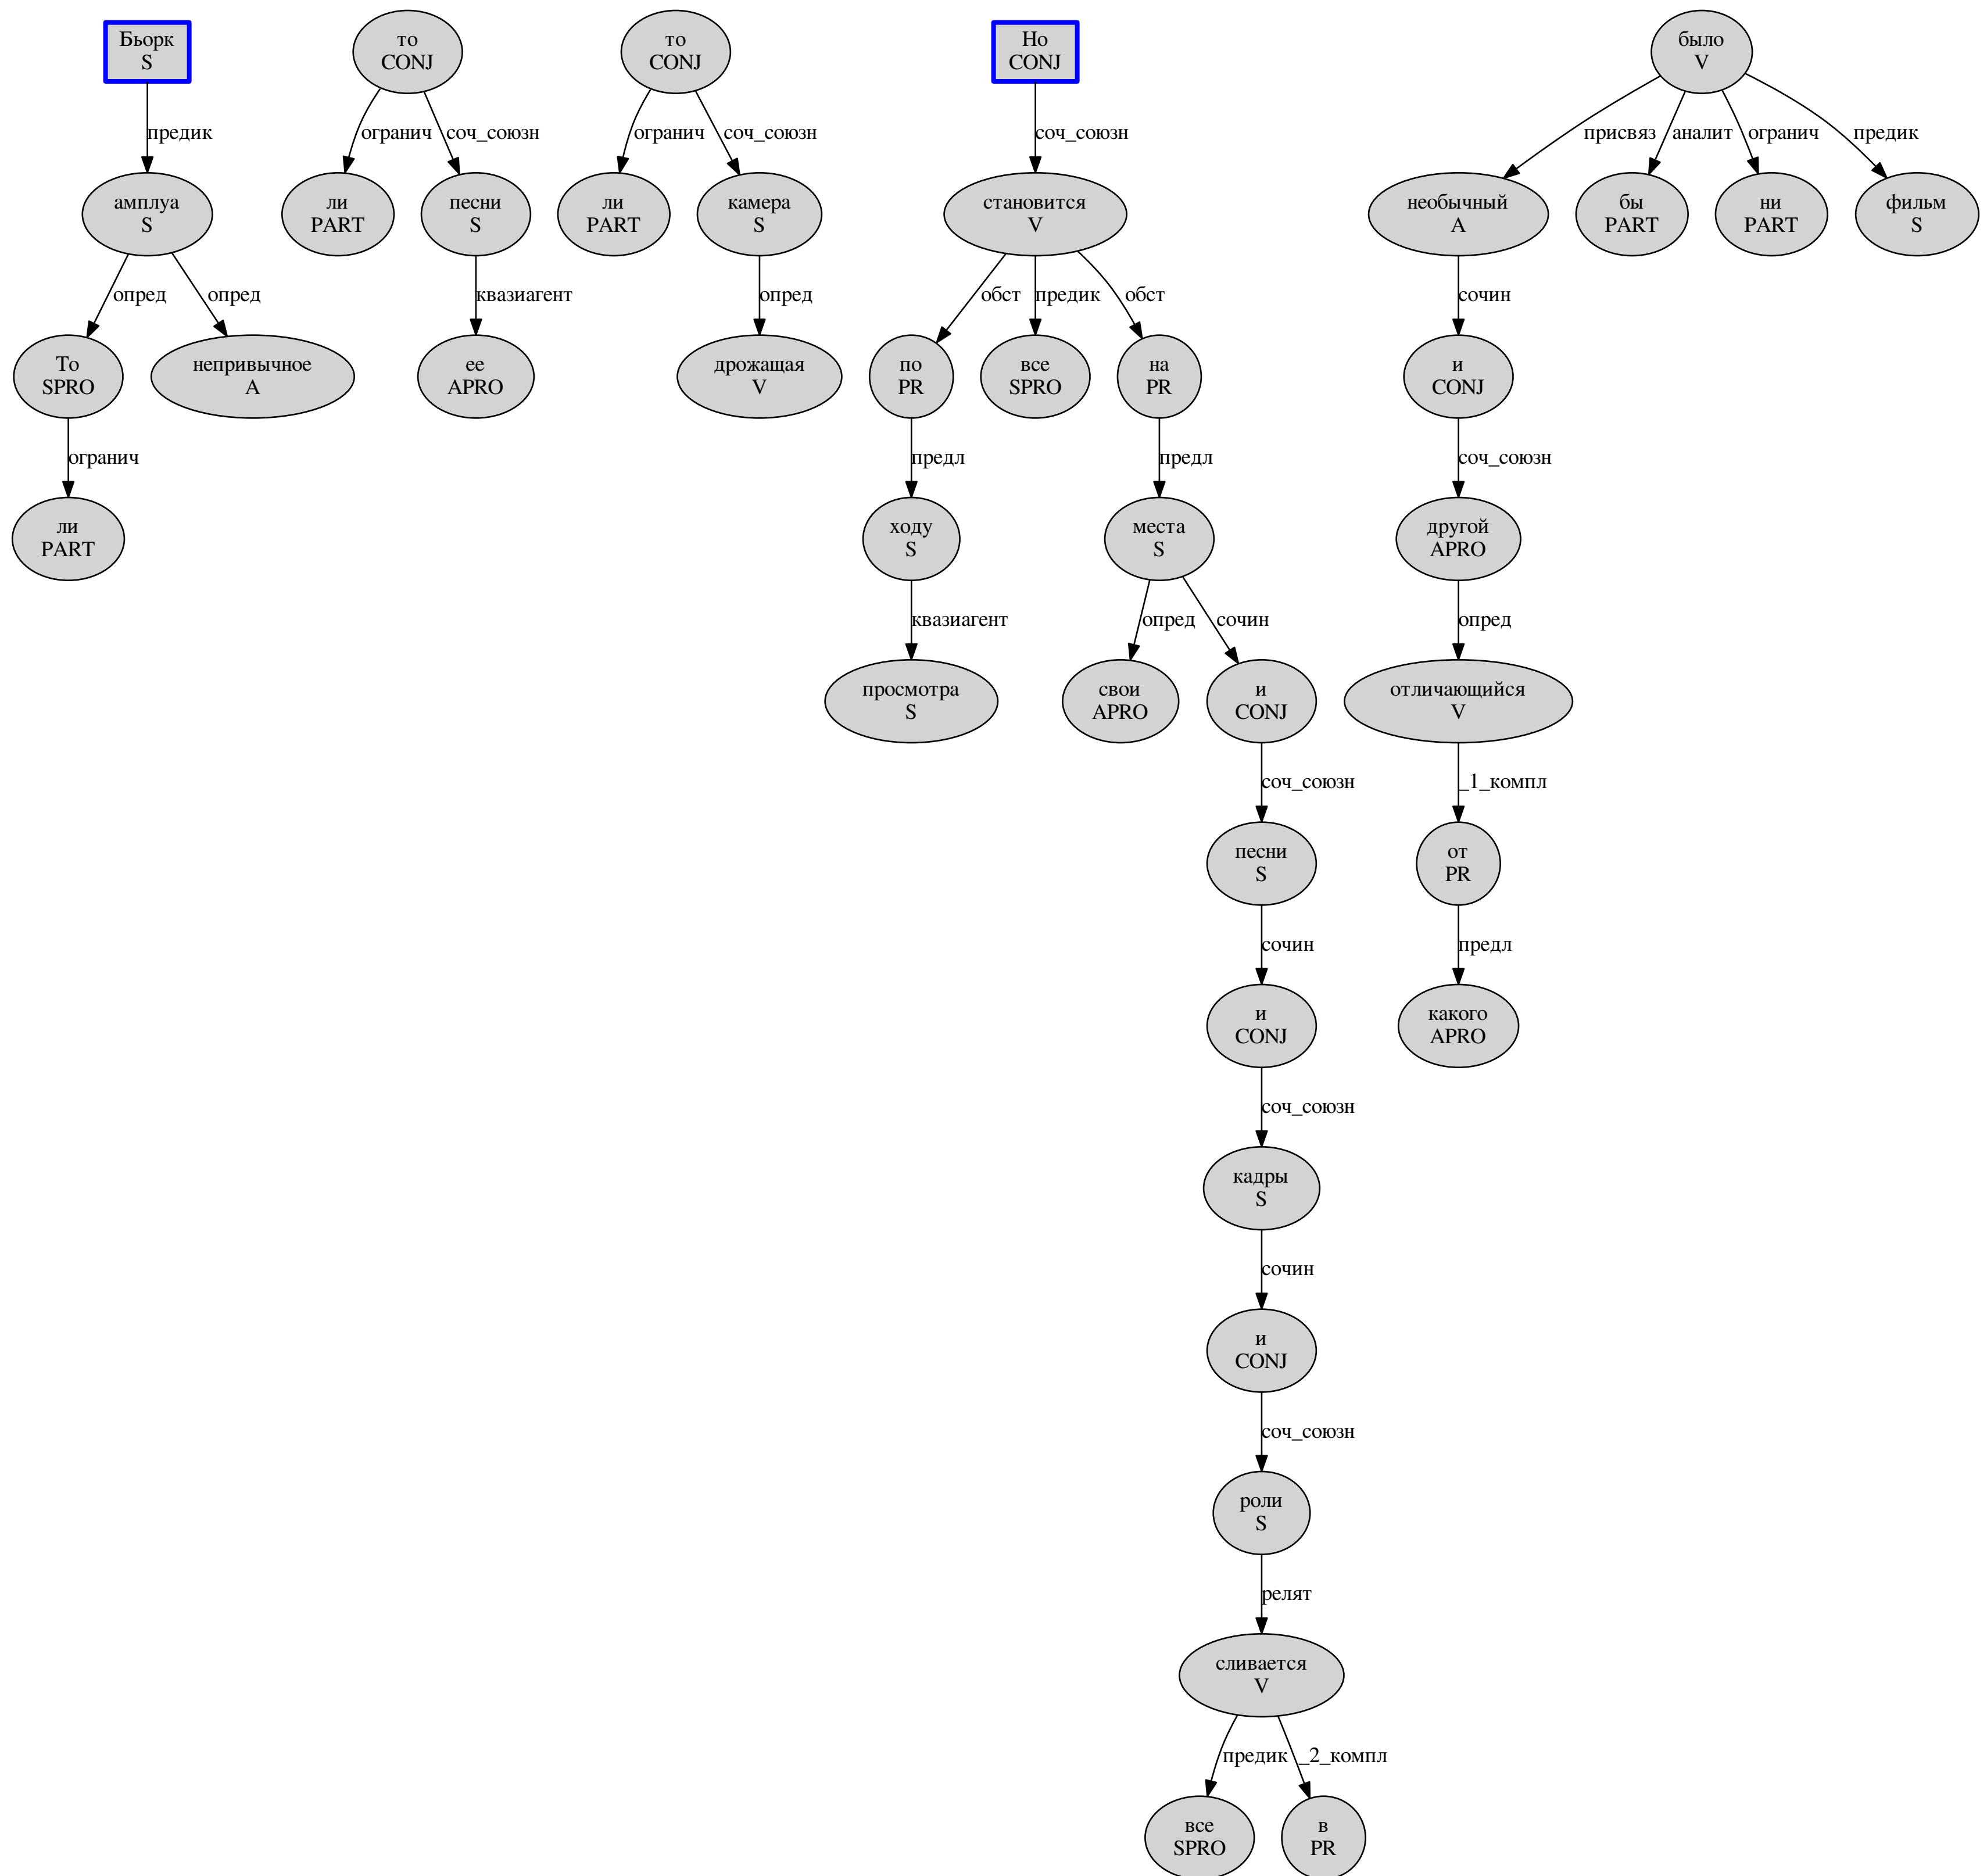 Бьорк
S
то
CONJ
то
CONJ
Но
CONJ
было
V
предик
огранич
соч_союзн
огранич
соч_союзн
соч_союзн
присвяз
аналит
огранич
предик
амплуа
S
ли
PART
песни
S
ли
PART
камера
S
становится
V
необычный
A
бы
PART
ни
PART
фильм
S
опред
опред
квазиагент
опред
обст
предик
обст
сочин
То
SPRO
непривычное
A
ее
APRO
дрожащая
V
по
PR
все
SPRO
на
PR
и
CONJ
огранич
предл
предл
соч_союзн
ли
PART
ходу
S
места
S
другой
APRO
квазиагент
опред
сочин
опред
просмотра
S
свои
APRO
и
CONJ
отличающийся
V
соч_союзн
_1_компл
песни
S
от
PR
сочин
предл
и
CONJ
какого
APRO
соч_союзн
кадры
S
сочин
и
CONJ
соч_союзн
роли
S
релят
сливается
V
предик
_2_компл
все
SPRO
в
PR